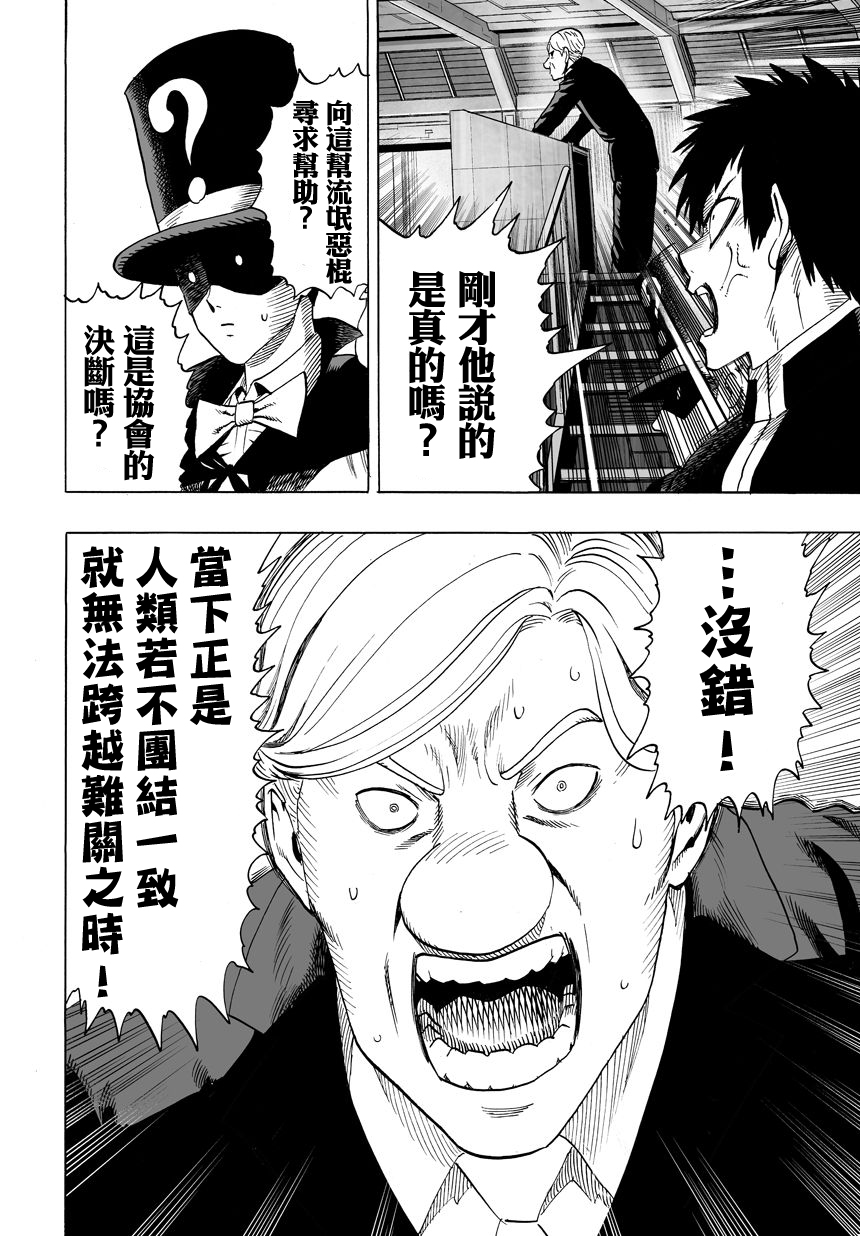 剛才他說的
是真的嗎？
向這幫流氓惡棍
尋求幫助？
這是協會的
決斷嗎？
?
…沒錯！
當下正是
人類若不團結一致
就無法跨越難關之時！